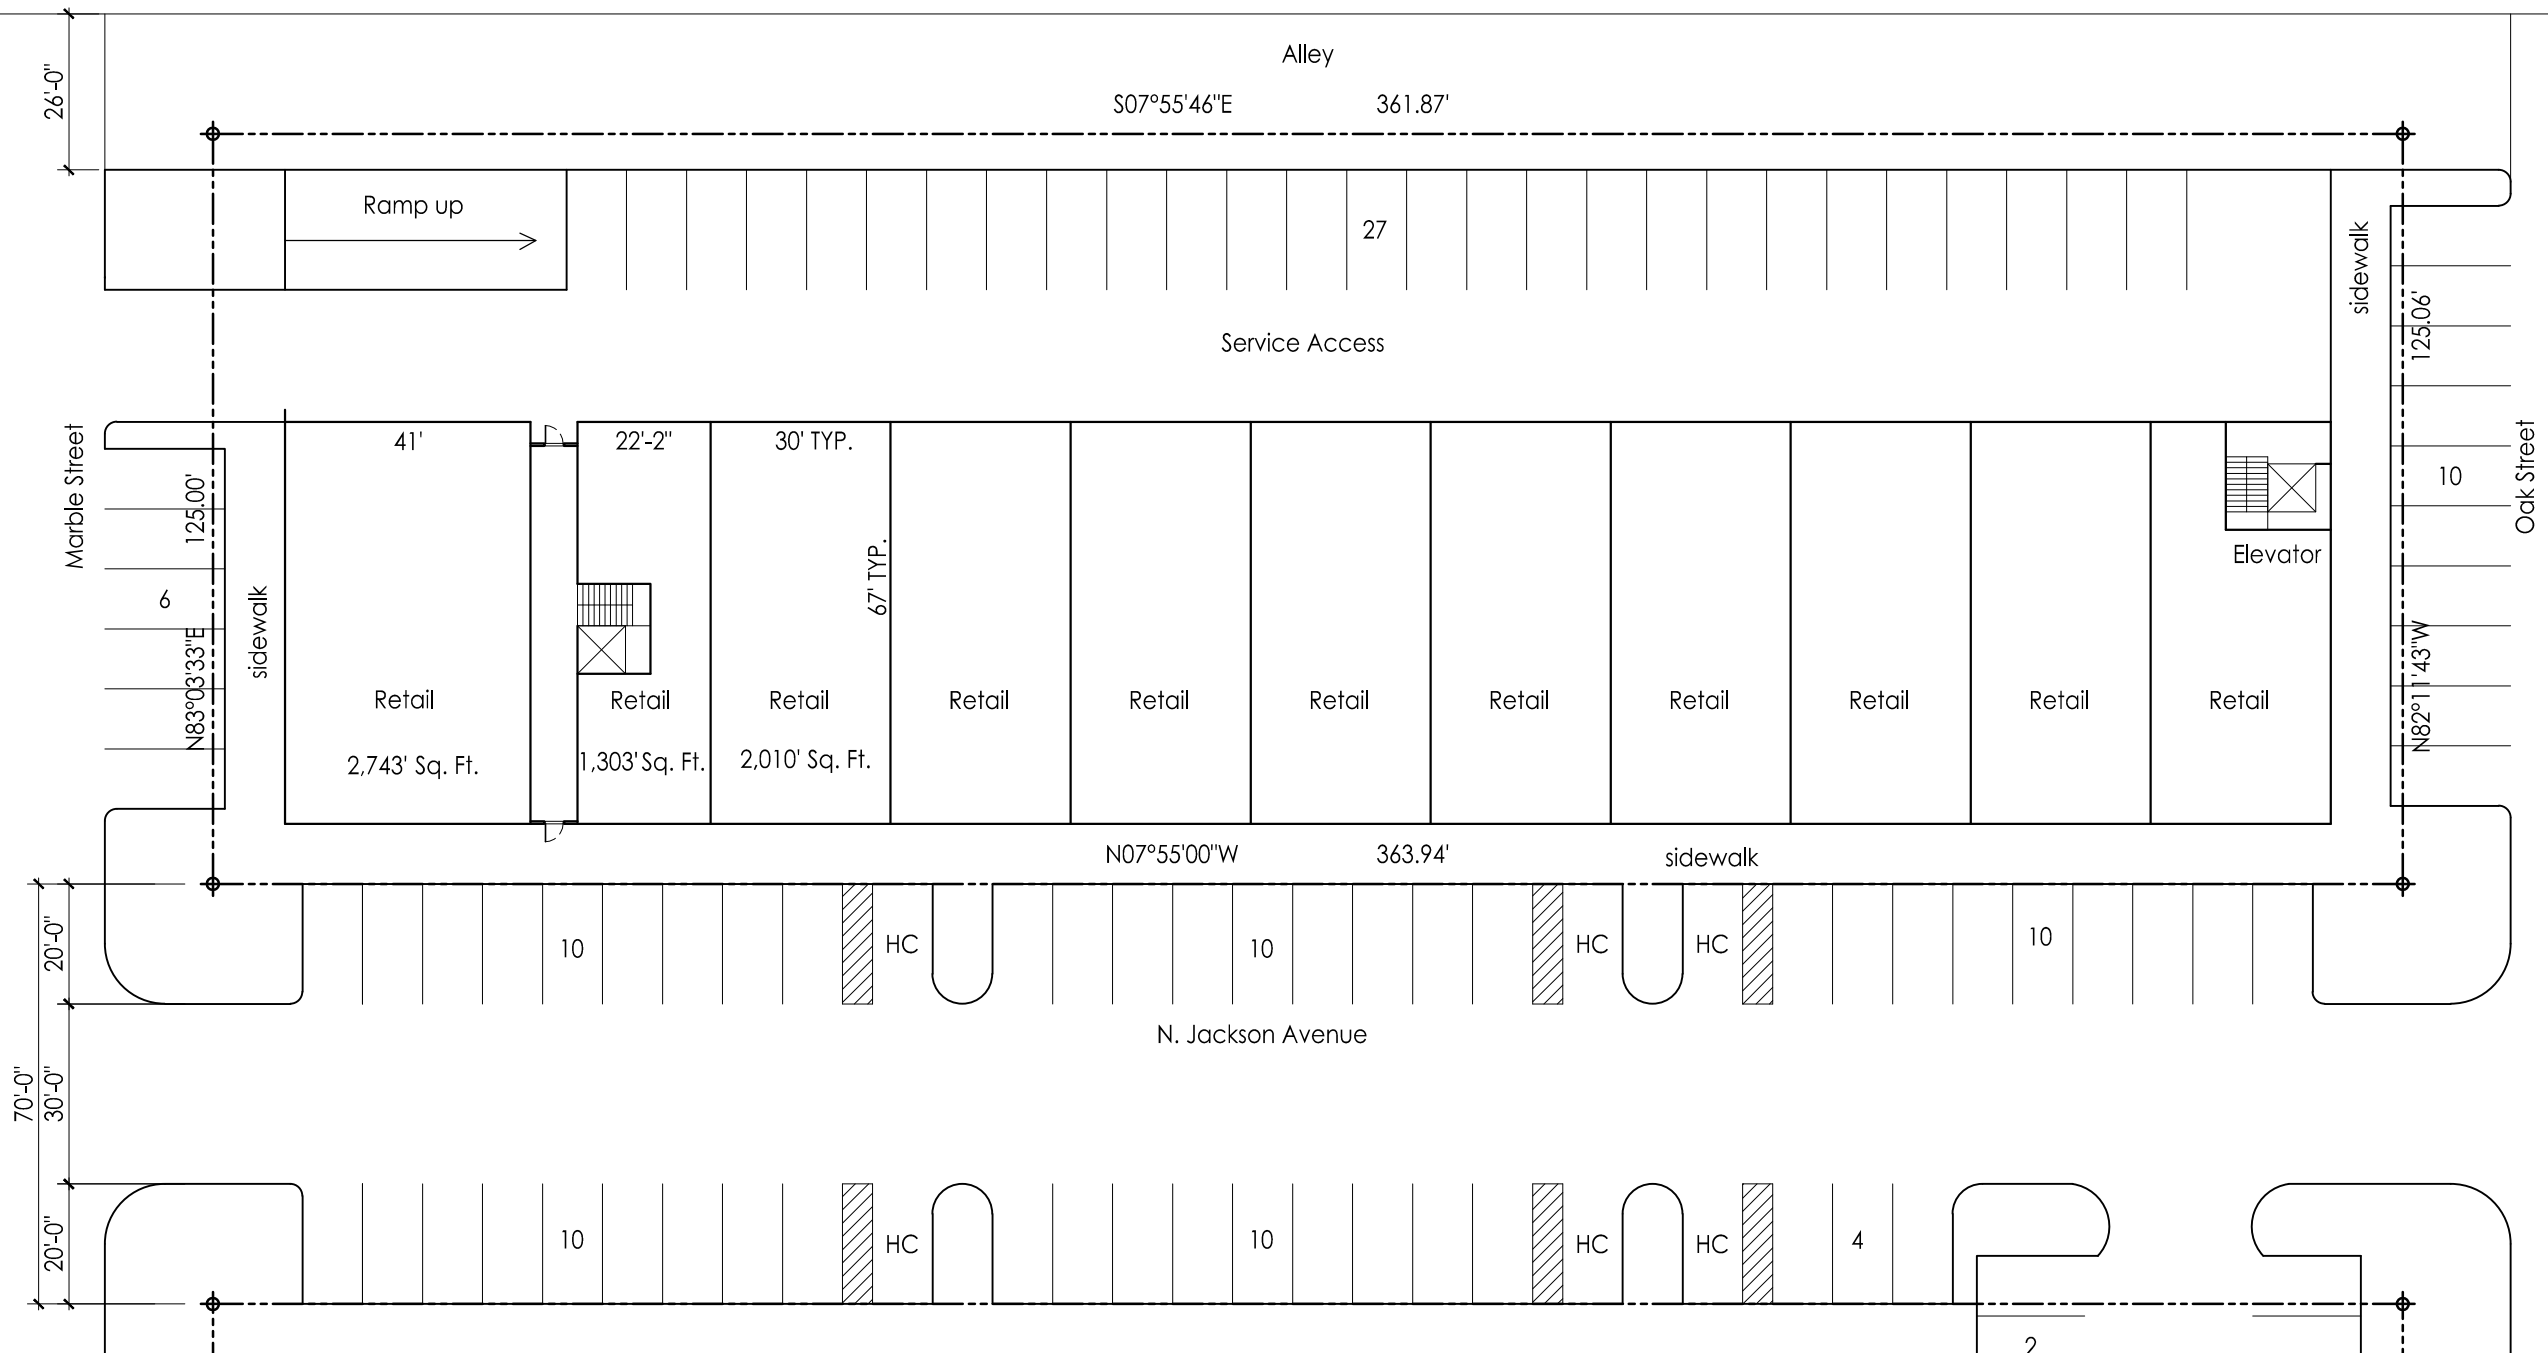 Alley
S07°55'46"E 361.87'
26'-0"
Ramp up
27
sidewalk
125.06'
Service Access
Marble Street
125.00'
41'
22'-2"
30' TYP.
10
Oak Street
67' TYP.
Elevator
6
sidewalk
N83°03'33"E
N82°11'43"W
Retail
Retail
Retail
Retail
Retail
Retail
Retail
Retail
Retail
Retail
Retail
2,743' Sq. Ft.
1,303' Sq. Ft.
2,010' Sq. Ft.
N07°55'00"W 363.94'
sidewalk
20'-0"
10
HC
10
HC
HC
10
N. Jackson Avenue
70'-0"
30'-0"
20'-0"
10
HC
10
HC
HC
4
2